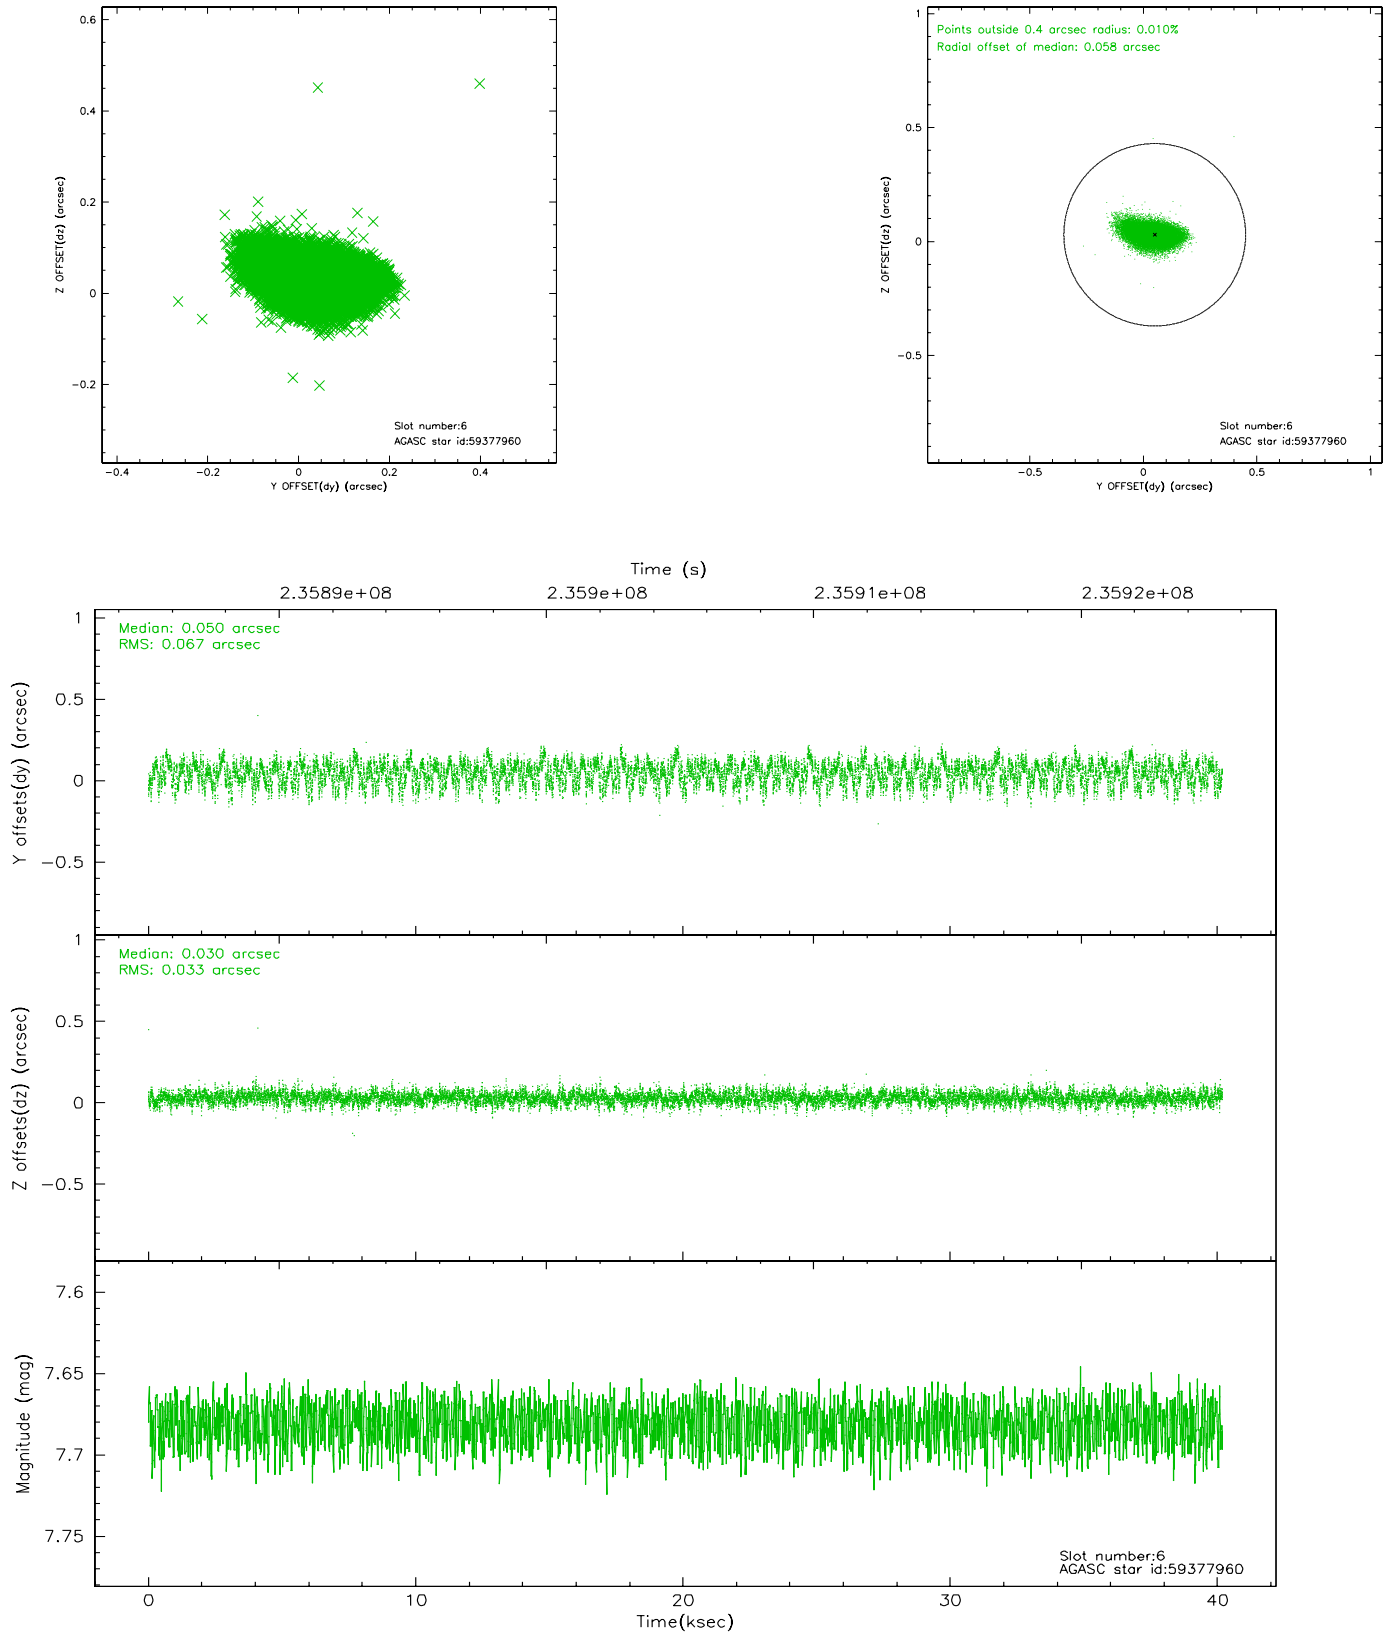 0.6
0.4
0.2
0
−0.2
Z OFFSET(dz) (arcsec)
Slot number:6
AGASC star id:59377960
−0.4 −0.2 0 0.2 0.4
Y OFFSET(dy) (arcsec)
Points outside 0.4 arcsec radius: 0.010%
Radial offset of median: 0.058 arcsec
1
0.5
0
−0.5
Z OFFSET(dz) (arcsec)
Slot number:6
AGASC star id:59377960
−0.5 0 0.5 1
Y OFFSET(dy) (arcsec)
Time (s)
2.3589e+08 2.359e+08 2.3591e+08 2.3592e+08
Median: 0.050 arcsec
RMS: 0.067 arcsec
1
0.5
0
−0.5
Y offsets(dy) (arcsec)
Median: 0.030 arcsec
RMS: 0.033 arcsec
1
0.5
0
−0.5
Z offsets(dz) (arcsec)
7.6
7.65
7.7
7.75
Magnitude (mag)
Slot number:6
AGASC star id:59377960
0 10 20 30 40
Time(ksec)